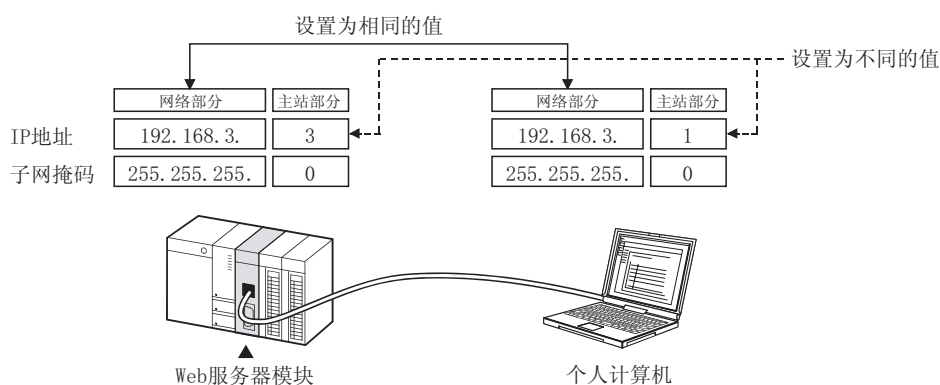 设置为相同的值
设置为不同的值
网络部分 主站部分 网络部分 主站部分
IP地址 192.168.3. 3 192.168.3. 1
子网掩码 255.255.255. 0 255.255.255. 0
Web服务器模块 个人计算机